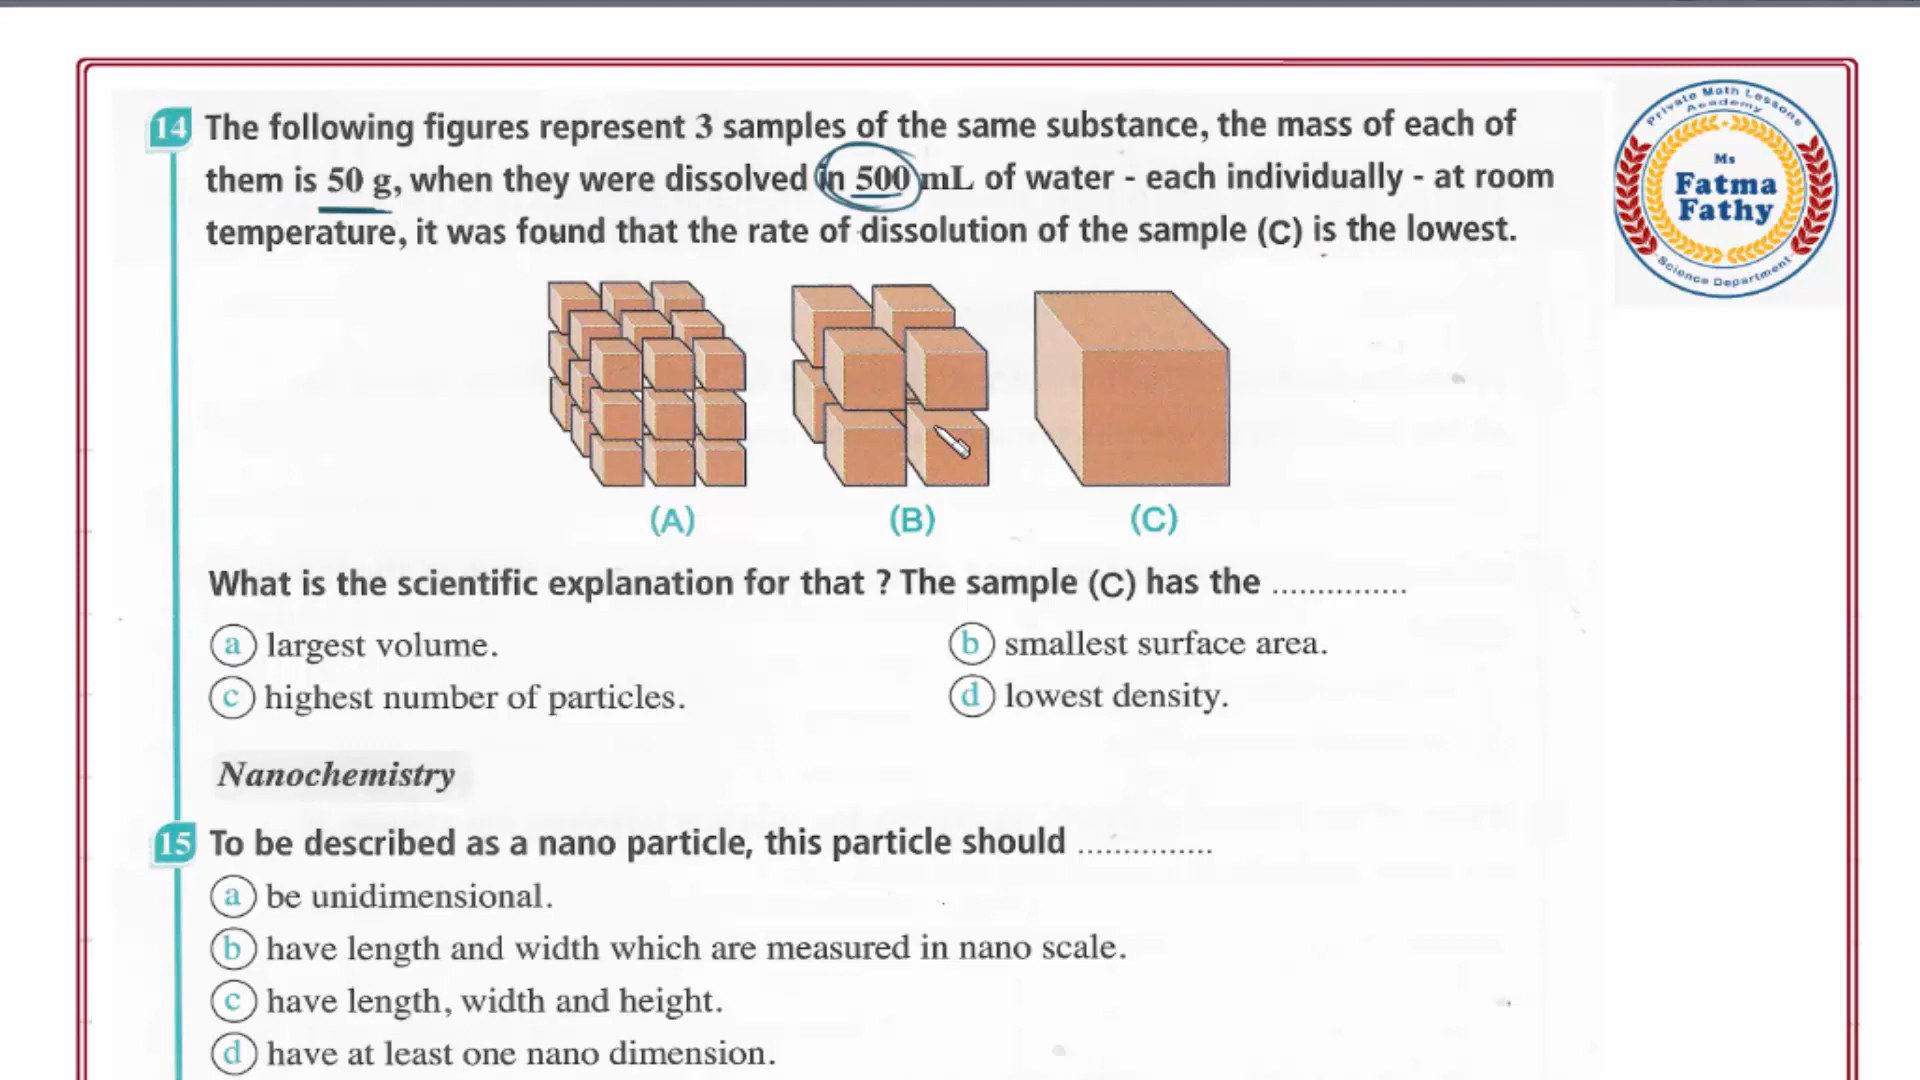 14 The following figures represent 3 samples of the same substance, the mass of each of
them is 50 g, when they were dissolved in 500 mL of water - each individually - at room
temperature, it was found that the rate of dissolution of the sample (C) is the lowest.
(A) (B) (C)
What is the scientific explanation for that ? The sample (C) has the ...............
a largest volume. b smallest surface area.
c highest number of particles. d lowest density.
Nanochemistry
15 To be described as a nano particle, this particle should ...............
a be unidimensional.
b have length and width which are measured in nano scale.
c have length, width and height.
d have at least one nano dimension.
Private Math Lessons
Academy
Ms
Fatma
Fathy
Science Department